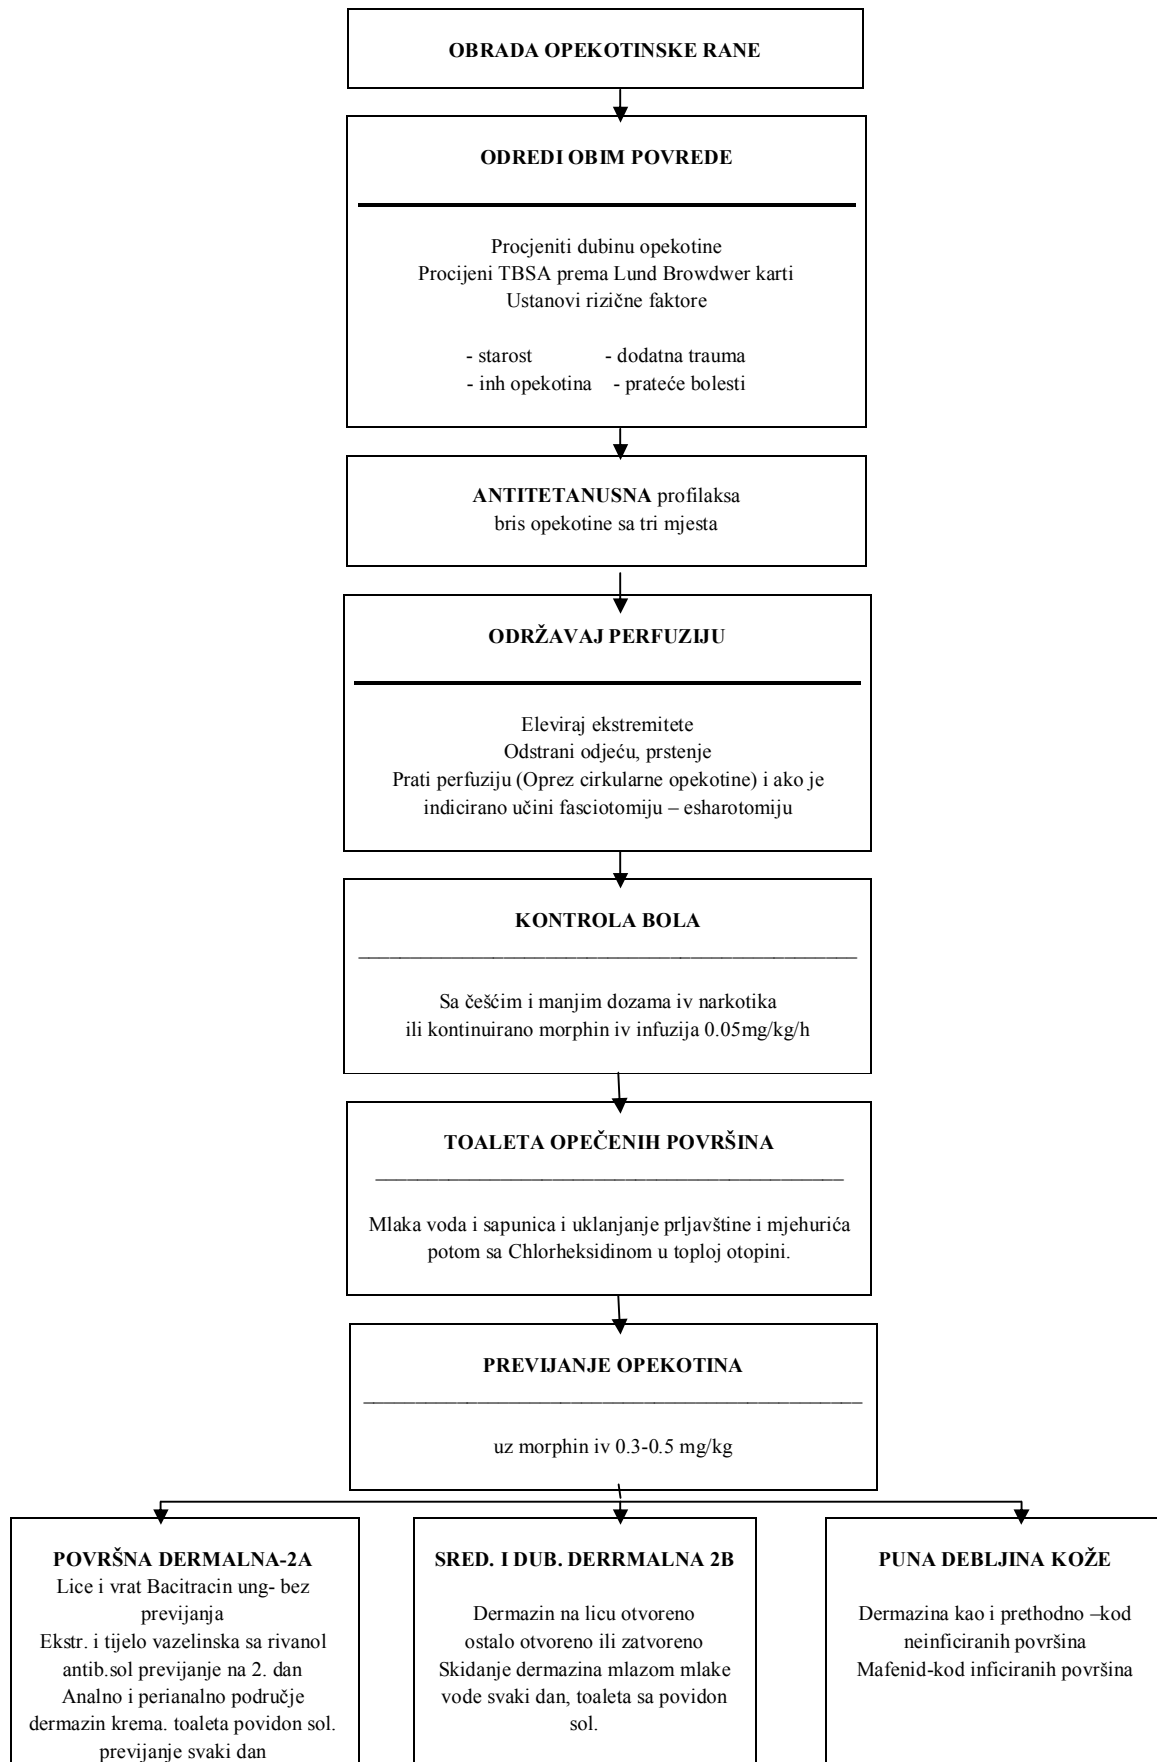 OBRADA OPEKOTINSKE RANE
ODREDI OBIM POVREDE
Procjeniti dubinu opekotine
Procijeni TBSA prema Lund Browdwer karti
Ustanovi rizične faktore
- starost - dodatna trauma
- inh opekotina - prateće bolesti
ANTITETANUSNA profilaksa
bris opekotine sa tri mjesta
ODRŽAVAJ PERFUZIJU
Eleviraj ekstremitete
Odstrani odjeću, prstenje
Prati perfuziju (Oprez cirkularne opekotine) i ako je
indicirano učini fasciotomiju – esharotomiju
KONTROLA BOLA
Sa češćim i manjim dozama iv narkotika
ili kontinuirano morphin iv infuzija 0.05mg/kg/h
TOALETA OPEČENIH POVRŠINA
Mlaka voda i sapunica i uklanjanje prljavštine i mjehurića
potom sa Chlorheksidinom u toploj otopini.
PREVIJANJE OPEKOTINA
uz morphin iv 0.3-0.5 mg/kg
POVRŠNA DERMALNA-2A
Lice i vrat Bacitracin ung- bez
previjanja
Ekstr. i tijelo vazelinska sa rivanol
antib.sol previjanje na 2. dan
Analno i perianalno područje
dermazin krema. toaleta povidon sol.
previjanje svaki dan
SRED. I DUB. DERRMALNA 2B
Dermazin na licu otvoreno
ostalo otvoreno ili zatvoreno
Skidanje dermazina mlazom mlake
vode svaki dan, toaleta sa povidon
sol.
PUNA DEBLJINA KOŽE
Dermazina kao i prethodno –kod
neinficiranih površina
Mafenid-kod inficiranih površina